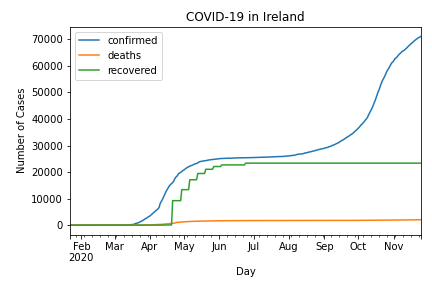 COVID-19 in Ireland
confirmed
deaths
recovered
Number of Cases
70000
60000
50000
40000
30000
20000
10000
0
Feb Mar Apr May Jun Jul Aug Sep Oct Nov
2020
Day